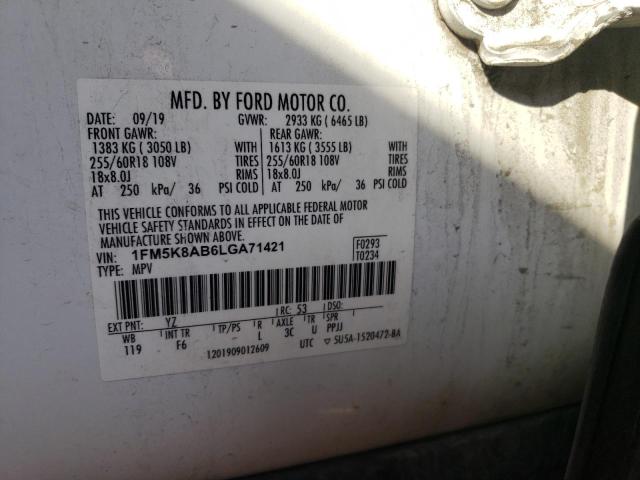 MFD. BY FORD MOTOR CO.
DATE: 09/19 GVWR: 2933 KG ( 6465 LB)
FRONT GAWR: REAR GAWR:
1383 KG ( 3050 LB) WITH 1613 KG ( 3555 LB) WITH
255/60R18 108V TIRES 255/60R18 108V TIRES
18x8.0J RIMS 18x8.0J RIMS
AT 250 kPa/ 36 PSI COLD AT 250 kPa/ 36 PSI COLD
THIS VEHICLE CONFORMS TO ALL APPLICABLE FEDERAL MOTOR
VEHICLE SAFETY STANDARDS IN EFFECT ON THE DATE OF
MANUFACTURE SHOWN ABOVE.
VIN: 1FM5K8AB6LGA71421 F0293
TYPE: MPV T0234
EXT PNT: YZ RC: 53 DSO:
WB INT TR TP/PS R AXLE TR SPR
119 F6 - L 3C U PPJJ
1201909012609 UTC ▽ 5U5A-1520472-BA